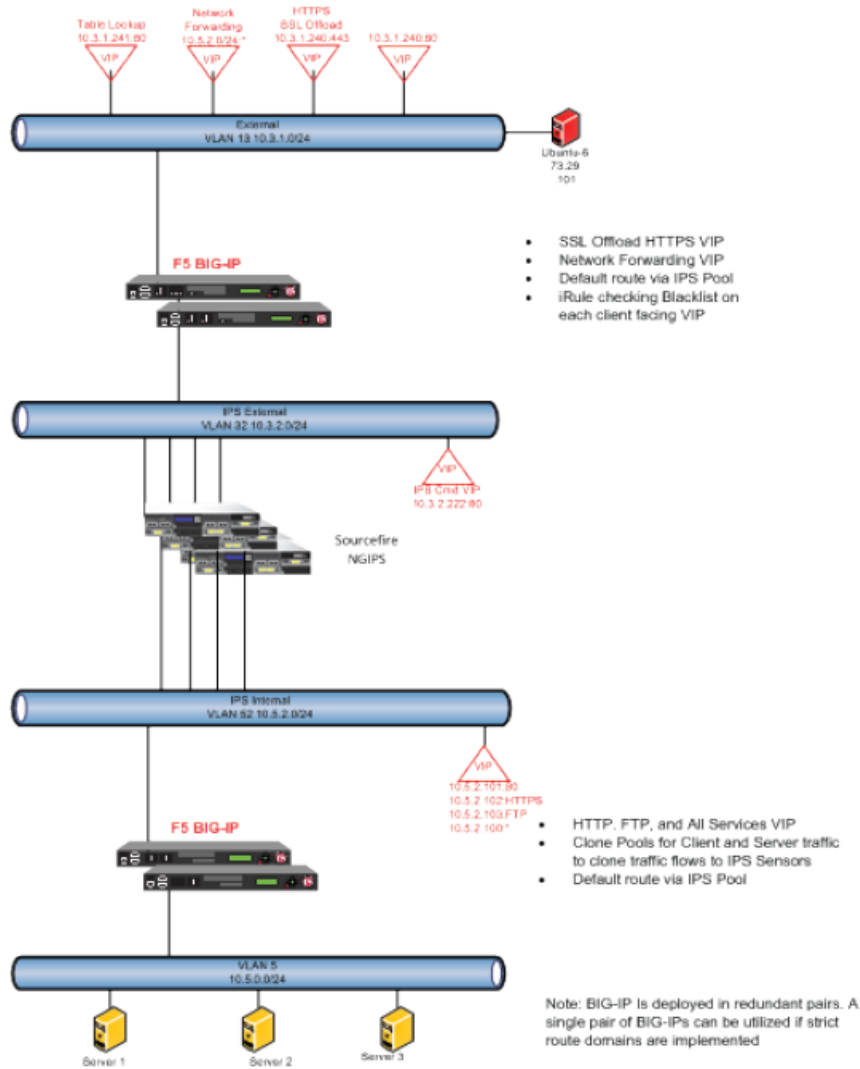 Table Lookup
10.3.1.241:80
VIP
Network
Forwarding
10.5.2.0/24:*
VIP
HTTPS
SSL Offload
10.3.1.240:443
VIP
10.3.1.240:80
VIP
External
VLAN 13 10.3.1.0/24
Ubuntu-6
73.29
.101
F5 BIG-IP
• SSL Offload HTTPS VIP
• Network Forwarding VIP
• Default route via IPS Pool
• iRule checking Blacklist on
each client facing VIP
IPS External
VLAN 32 10.3.2.0/24
VIP
IPS Cmd VIP
10.3.2.222:80
Sourcefire
NGIPS
IPS Internal
VLAN 52 10.5.2.0/24
VIP
10.5.2.101:80
10.5.2.102:HTTPS
10.5.2.103:FTP
10.5.2.100:*
F5 BIG-IP
• HTTP, FTP, and All Services VIP
• Clone Pools for Client and Server traffic
to clone traffic flows to IPS Sensors
• Default route via IPS Pool
VLAN 5
10.5.0.0/24
Server 1
Server 2
Server 3
Note: BIG-IP Is deployed in redundant pairs. A
single pair of BIG-IPs can be utilized if strict
route domains are implemented